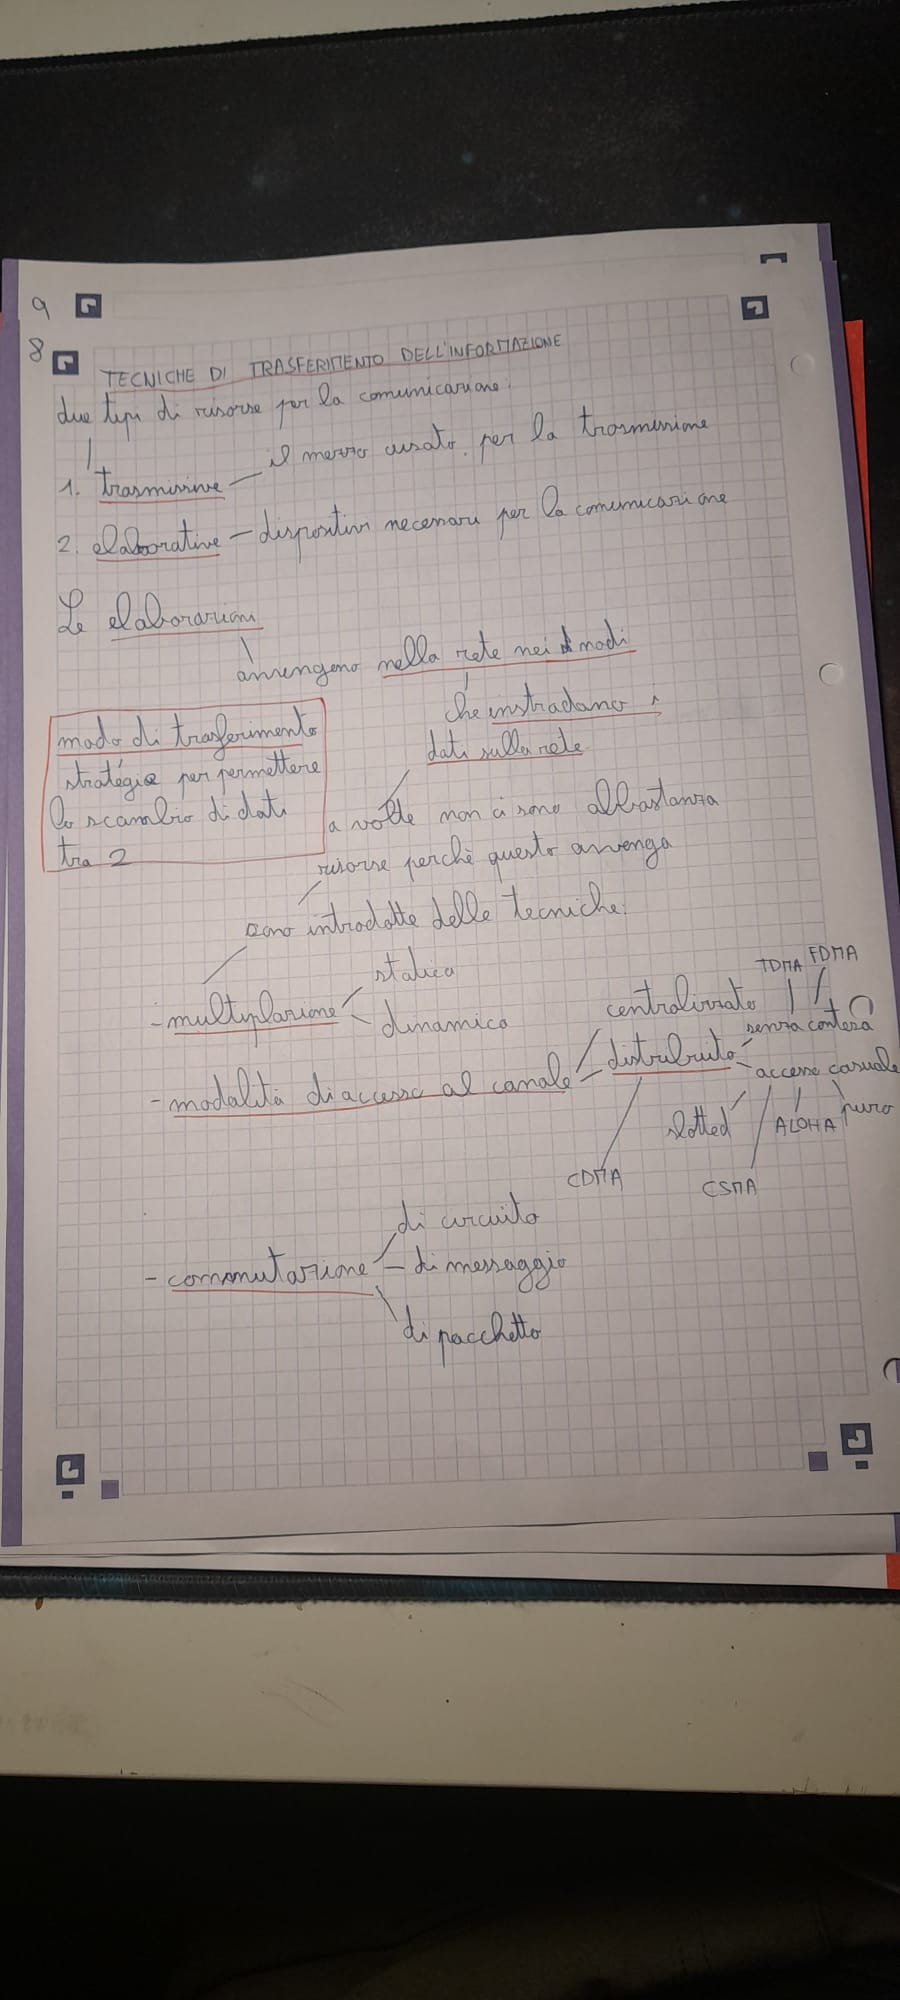 9
8
TECNICHE DI TRASFERIMENTO DELL'INFORMAZIONE
due tipi di risorse per la comunicazione:
1. trasmissive — il mezzo usato per la trasmissione
2. elaborative — dispositivi necessari per la comunicazione
Le elaborazioni
avvengono nella rete nei modi
che instradano i
dati sulla rete
modo di trasferimento
strategie per permettere
lo scambio di dati
tra 2
a volte non ci sono abbastanza
risorse perchè questo avvenga
sono introdotte delle tecniche:
- multiplazione
statica
dinamico
- modalità di accesso al canale
centralizzato
distribuito
TDMA FDMA
senza contesa
accesso casuale
slotted
ALOHA
puro
CDMA
CSMA
- commutazione
di circuito
di messaggio
di pacchetto